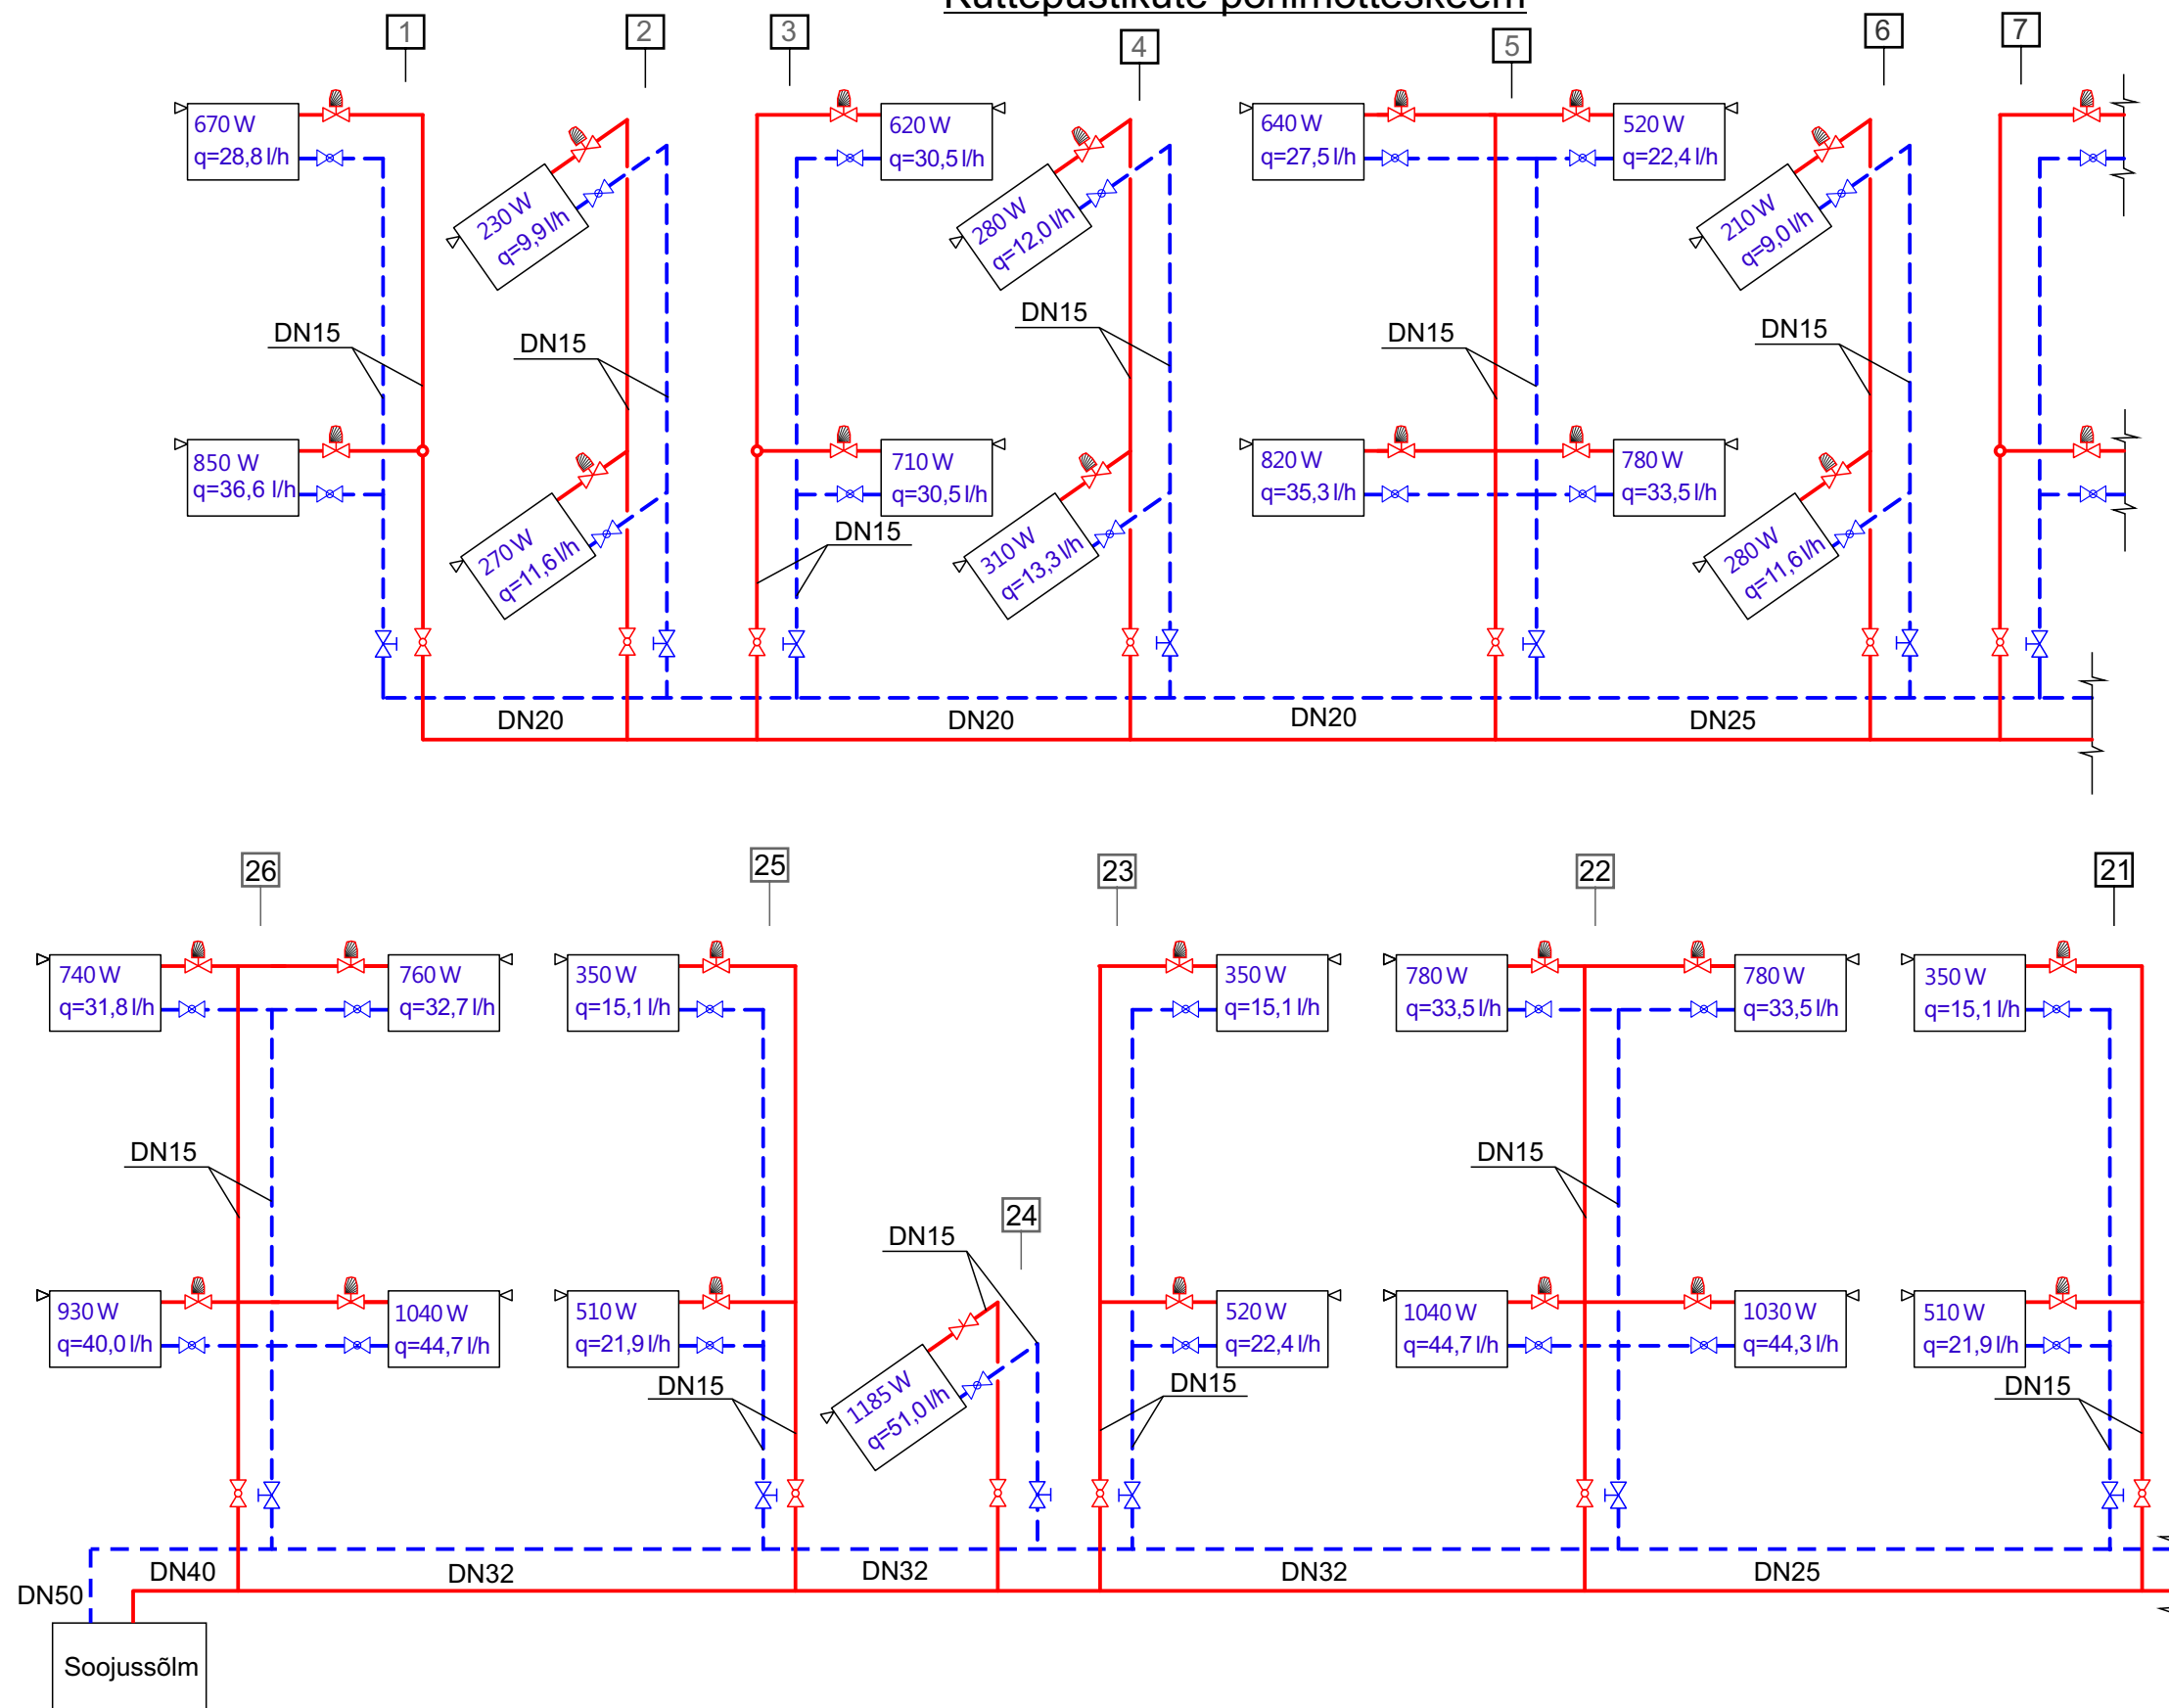 Küttepüstikute põhimõtteskeem
1
2
3
4
5
6
7
670 W
q=28,8 l/h
230 W
q=9,9 l/h
620 W
q=30,5 l/h
280 W
q=12,0 l/h
640 W
q=27,5 l/h
520 W
q=22,4 l/h
210 W
q=9,0 l/h
DN15
DN15
DN15
DN15
DN15
850 W
q=36,6 l/h
270 W
q=11,6 l/h
710 W
q=30,5 l/h
DN15
310 W
q=13,3 l/h
820 W
q=35,3 l/h
780 W
q=33,5 l/h
280 W
q=11,6 l/h
DN20
DN20
DN20
DN25
26
25
23
22
21
740 W
q=31,8 l/h
760 W
q=32,7 l/h
350 W
q=15,1 l/h
350 W
q=15,1 l/h
780 W
q=33,5 l/h
780 W
q=33,5 l/h
350 W
q=15,1 l/h
DN15
DN15
24
DN15
930 W
q=40,0 l/h
1040 W
q=44,7 l/h
510 W
q=21,9 l/h
1185 W
q=51,0 l/h
520 W
q=22,4 l/h
1040 W
q=44,7 l/h
1030 W
q=44,3 l/h
510 W
q=21,9 l/h
DN15
DN15
DN15
DN40
DN32
DN32
DN32
DN25
DN50
Soojussõlm